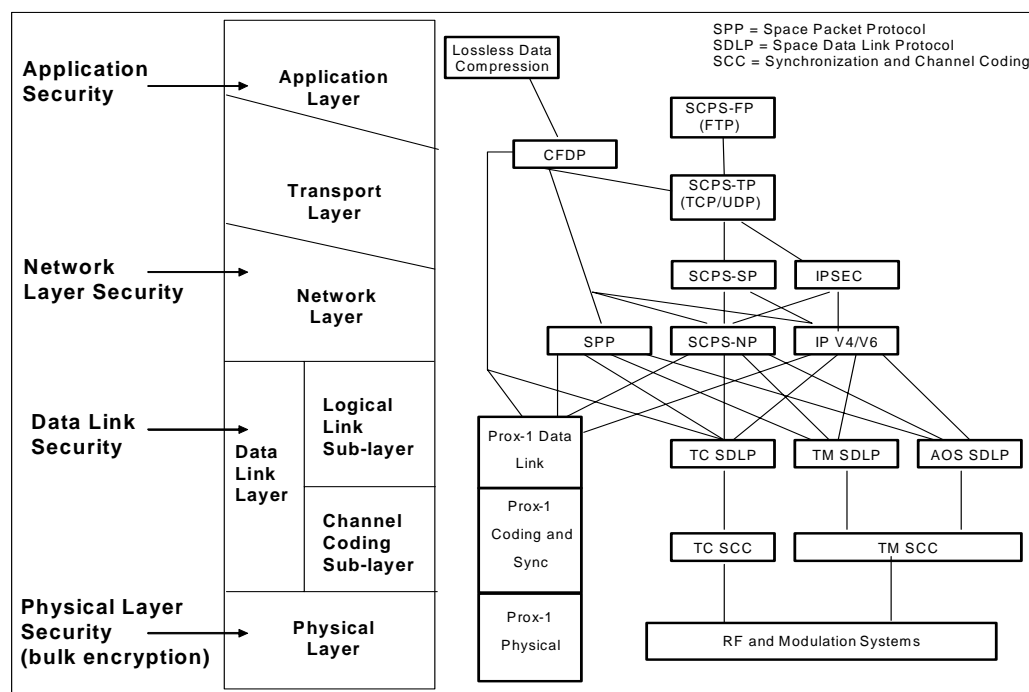 SPP = Space Packet Protocol
SDLP = Space Data Link Protocol
SCC = Synchronization and Channel Coding
Application
Security
Application
Layer
Transport
Layer
Network
Layer Security
Network
Layer
Data Link
Security
Data
Link
Layer
Logical
Link
Sub-layer
Channel
Coding
Sub-layer
Physical Layer
Security
(bulk encryption)
Physical
Layer
Lossless Data
Compression
CFDP
SCPS-FP
(FTP)
SCPS-TP
(TCP/UDP)
SCPS-SP
IPSEC
SPP
SCPS-NP
IP V4/V6
Prox-1 Data
Link
TC SDLP
TM SDLP
AOS SDLP
Prox-1
Coding and
Sync
TC SCC
TM SCC
Prox-1
Physical
RF and Modulation Systems